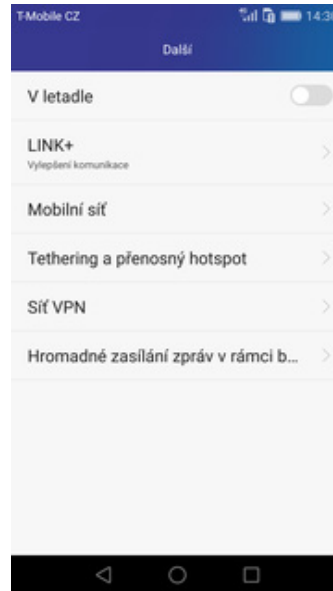 T-Mobile CZ 14:30
Další
V letadle
LINK+
Vylepšení komunikace
Mobilní síť
Tethering a přenosný hotspot
Síť VPN
Hromadné zasílání zpráv v rámci b...